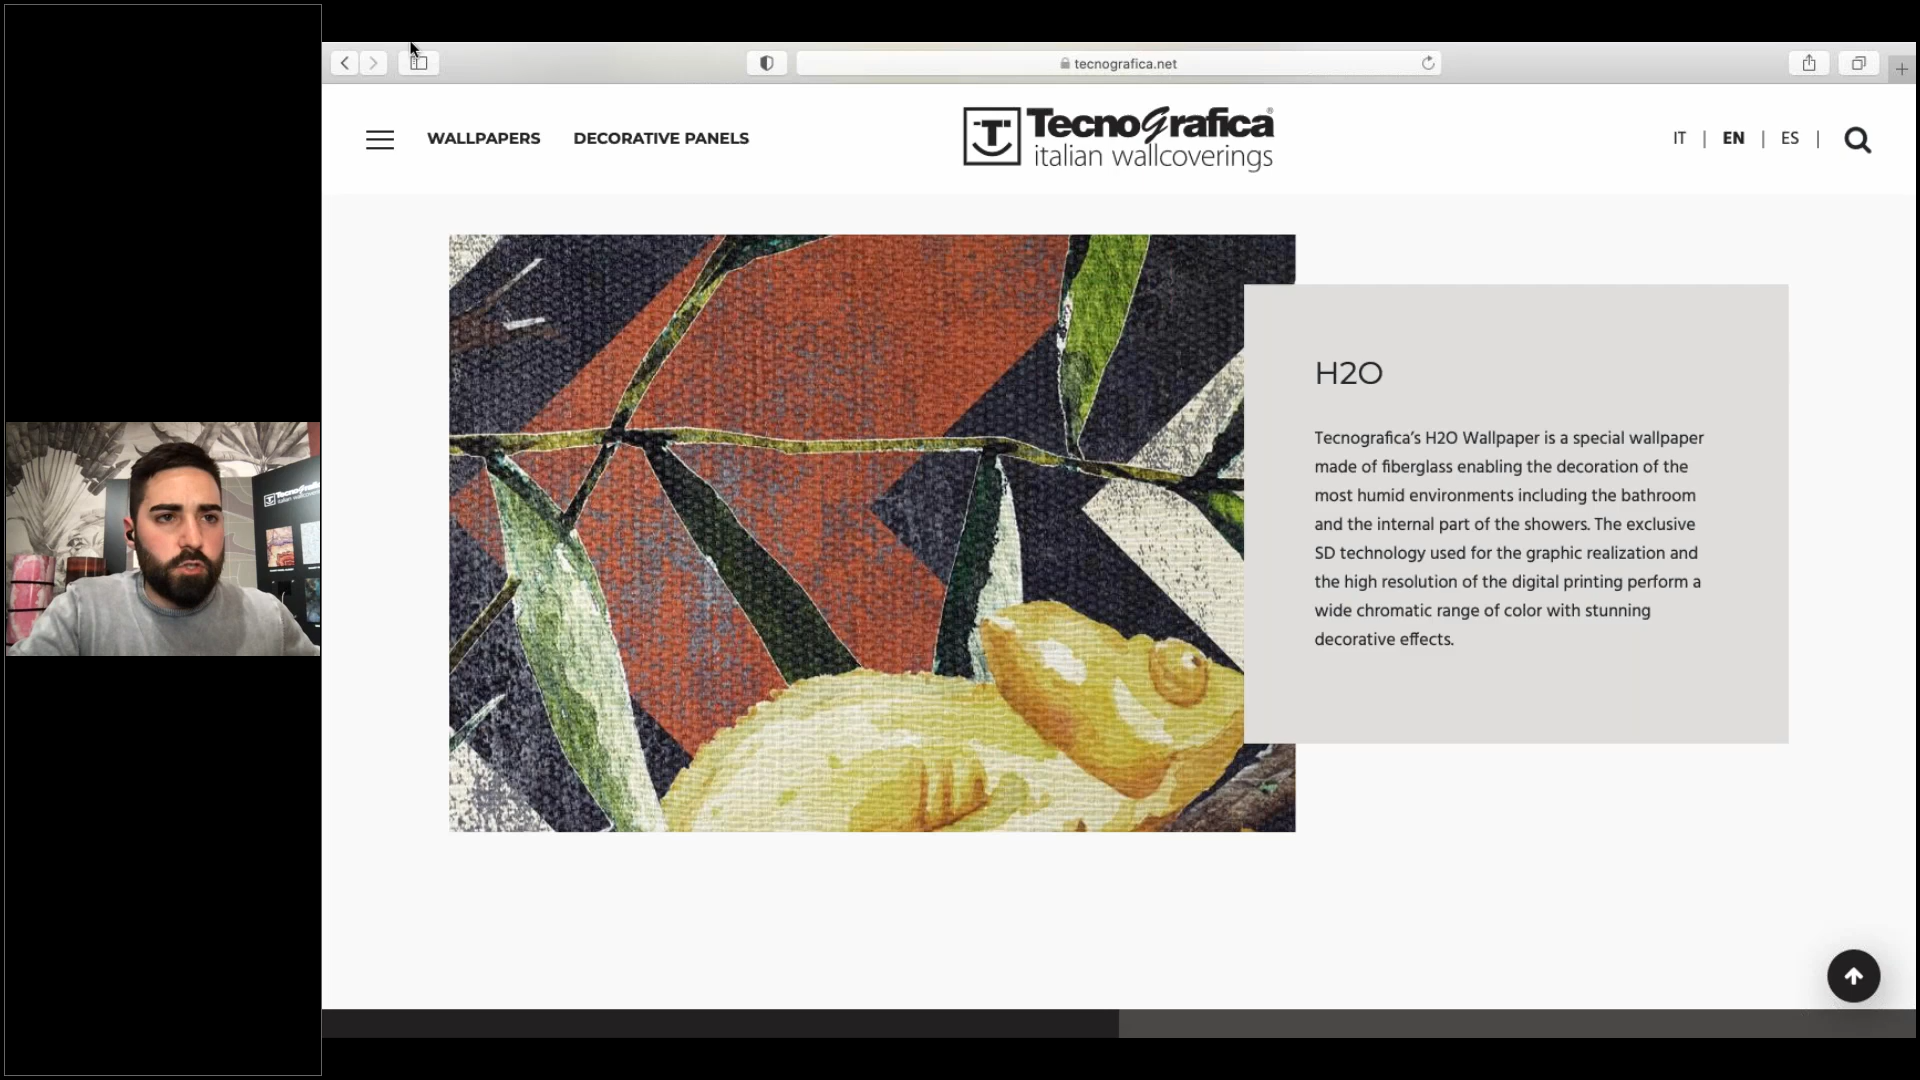 tecnografica.net
WALLPAPERS
DECORATIVE PANELS
TecnoGrafica®
italian wallcoverings
IT | EN | ES |
H2O
Tecnografica's H2O Wallpaper is a special wallpaper
made of fiberglass enabling the decoration of the
most humid environments including the bathroom
and the internal part of the showers. The exclusive
SD technology used for the graphic realization and
the high resolution of the digital printing perform a
wide chromatic range of color with stunning
decorative effects.
TecnoGrafica